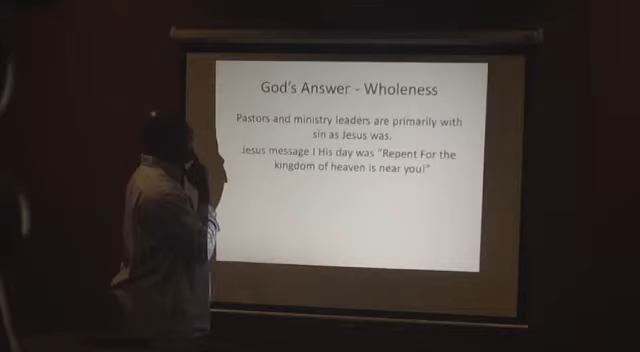 God's Answer - Wholeness
Pastors and ministry leaders are primarily with
sin as Jesus was.
Jesus message I His day was "Repent For the
kingdom of heaven is near you!"